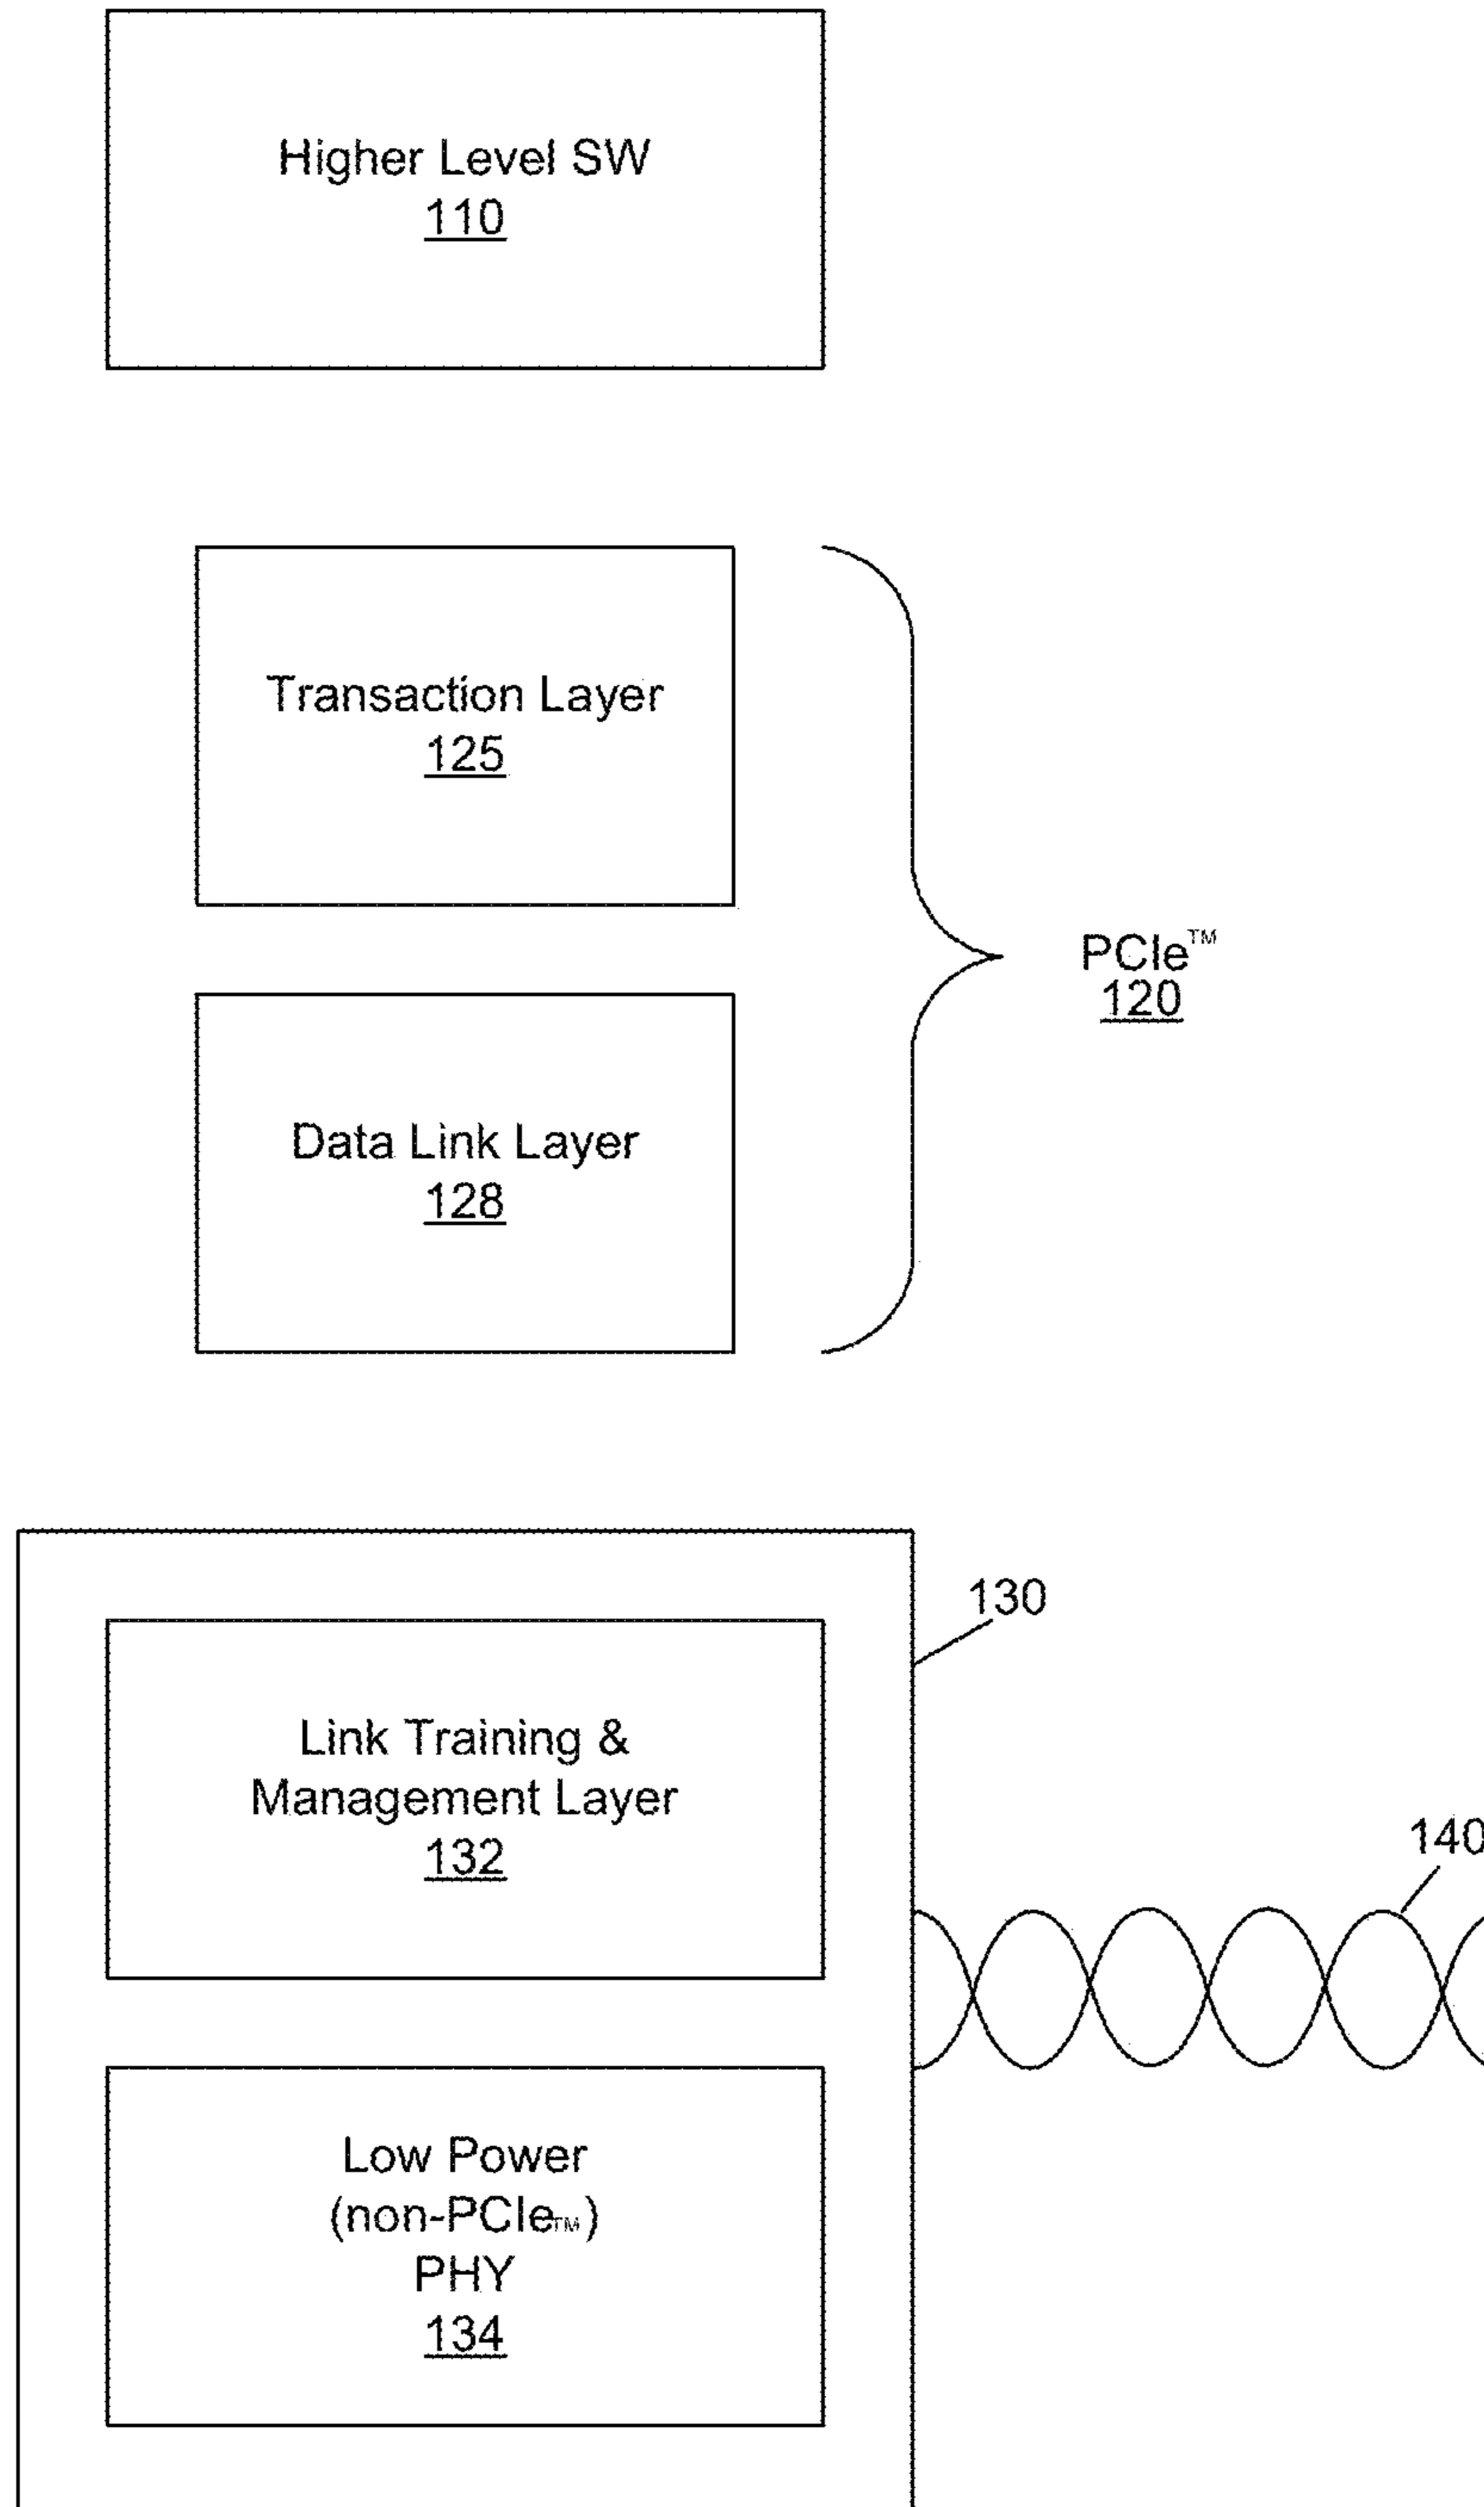 Higher Level SW
110
Transaction Layer
125
PCIe™
120
Data Link Layer
128
130
Link Training &
Management Layer
132
140
Low Power
(non-PCIe™)
PHY
134